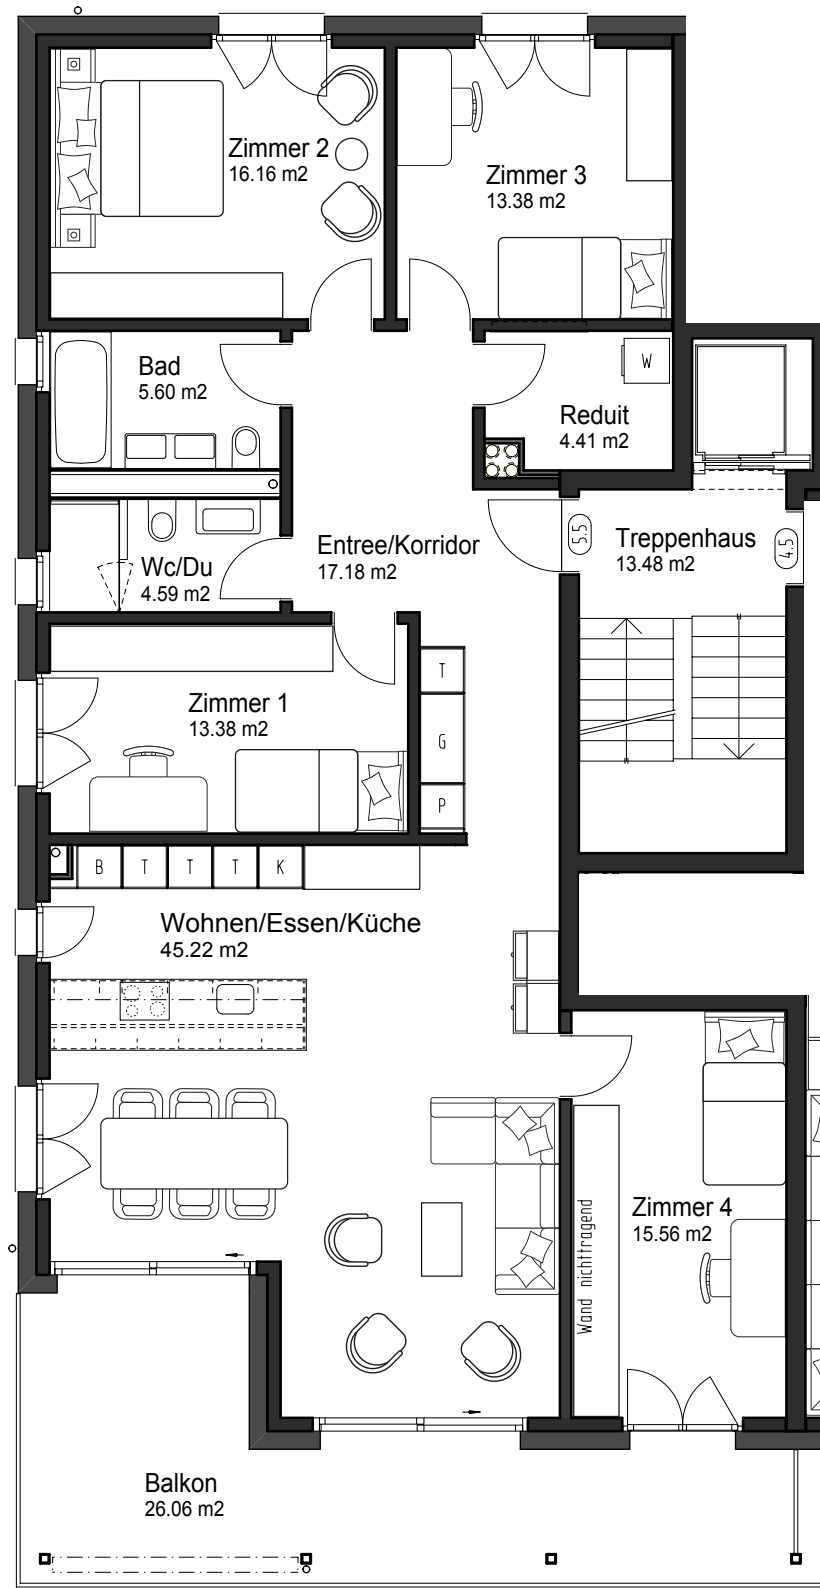 Zimmer 2
16.16 m2
Zimmer 3
13.38 m2
Bad
5.60 m2
W
Reduit
4.41 m2
Entree/Korridor
17.18 m2
5.5
Treppenhaus
13.48 m2
4.5
Wc/Du
4.59 m2
T
G
P
Zimmer 1
13.38 m2
B
T
T
T
K
Wohnen/Essen/Küche
45.22 m2
Zimmer 4
15.56 m2
Wand nichttragend
Balkon
26.06 m2